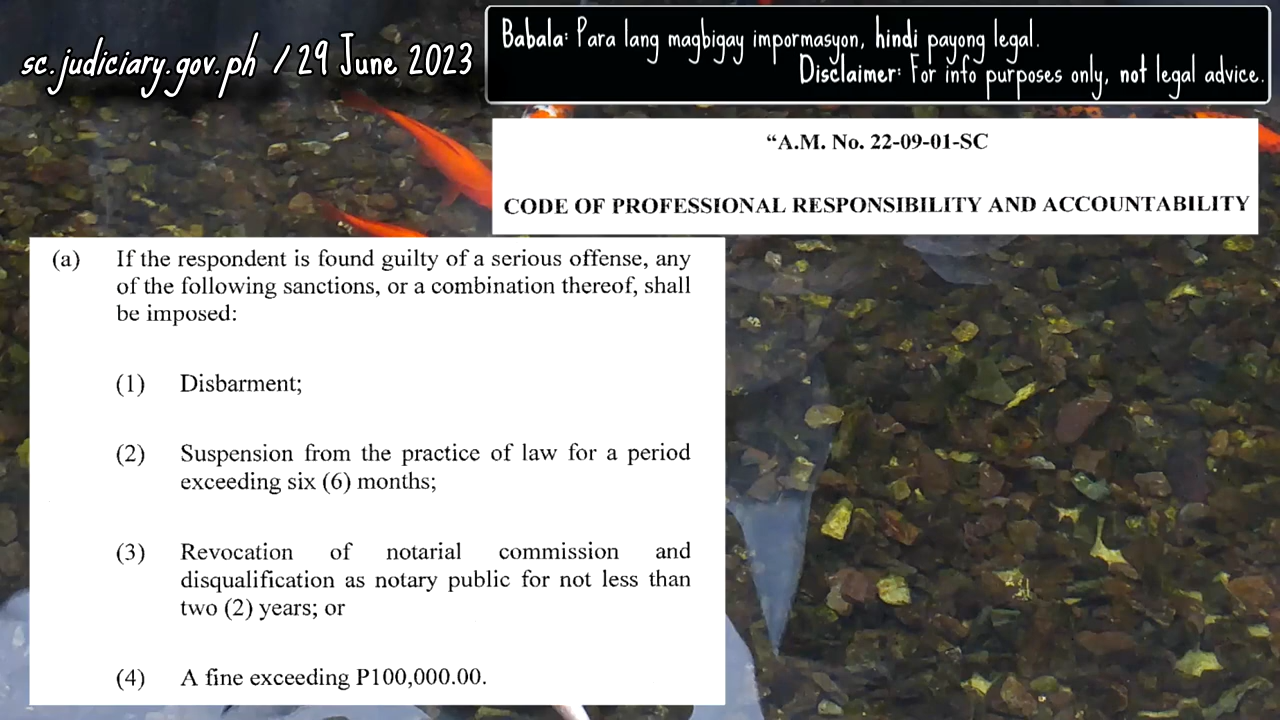 sc.judiciary.gov.ph / 29 June 2023
Babala: Para lang magbigay impormasyon, hindi payong legal.
Disclaimer: For info purposes only, not legal advice.
“A.M. No. 22-09-01-SC
CODE OF PROFESSIONAL RESPONSIBILITY AND ACCOUNTABILITY
(a) If the respondent is found guilty of a serious offense, any
of the following sanctions, or a combination thereof, shall
be imposed:
(1) Disbarment;
(2) Suspension from the practice of law for a period
exceeding six (6) months;
(3) Revocation of notarial commission and
disqualification as notary public for not less than
two (2) years; or
(4) A fine exceeding P100,000.00.